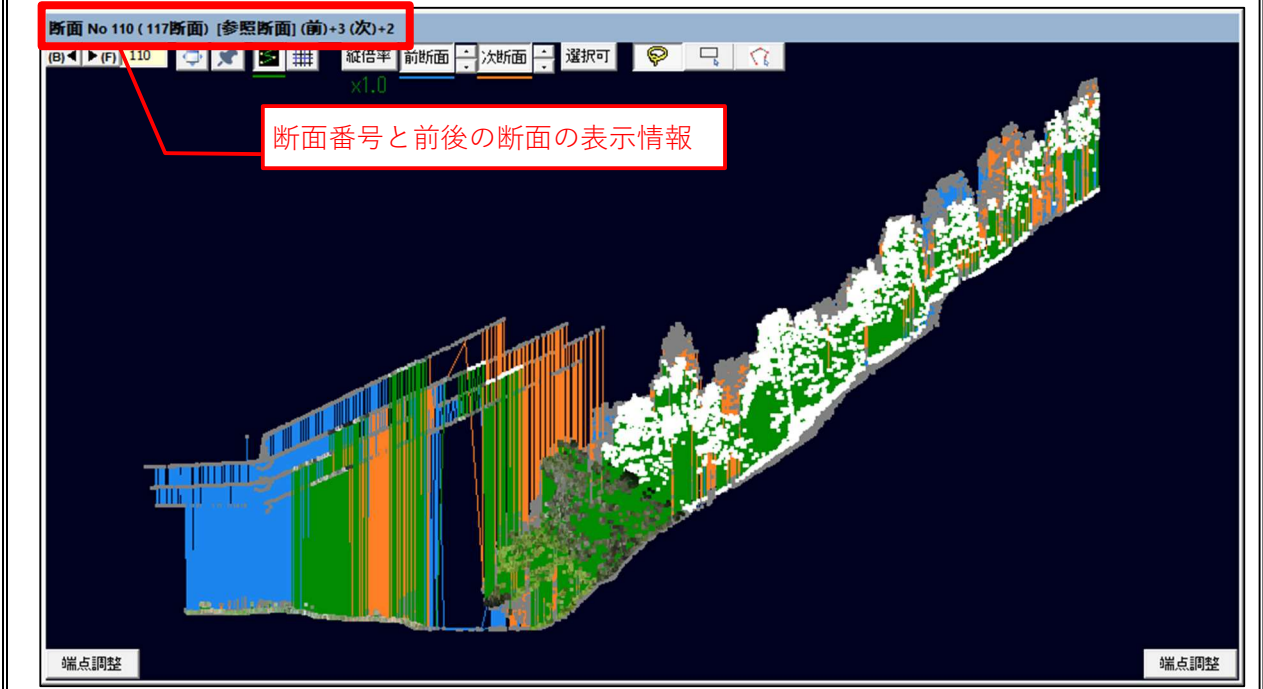 断面 No 110 ( 117断面) [参照断面] (前)+3 (次)+2
(B)◀ ▶(F) 110 縦倍率 前断面 次断面 選択可
x1.0
断面番号と前後の断面の表示情報
端点調整 端点調整